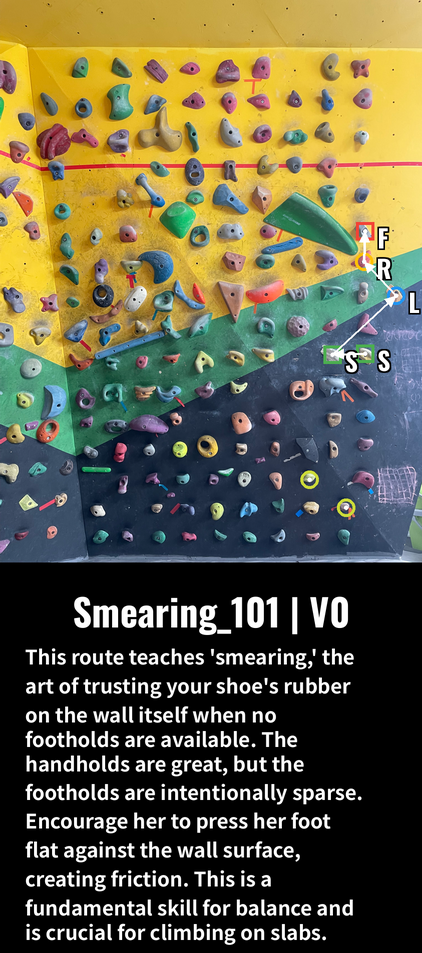 F
R
L
S S
Smearing_101 | V0
This route teaches 'smearing,' the
art of trusting your shoe's rubber
on the wall itself when no
footholds are available. The
handholds are great, but the
footholds are intentionally sparse.
Encourage her to press her foot
flat against the wall surface,
creating friction. This is a
fundamental skill for balance and
is crucial for climbing on slabs.